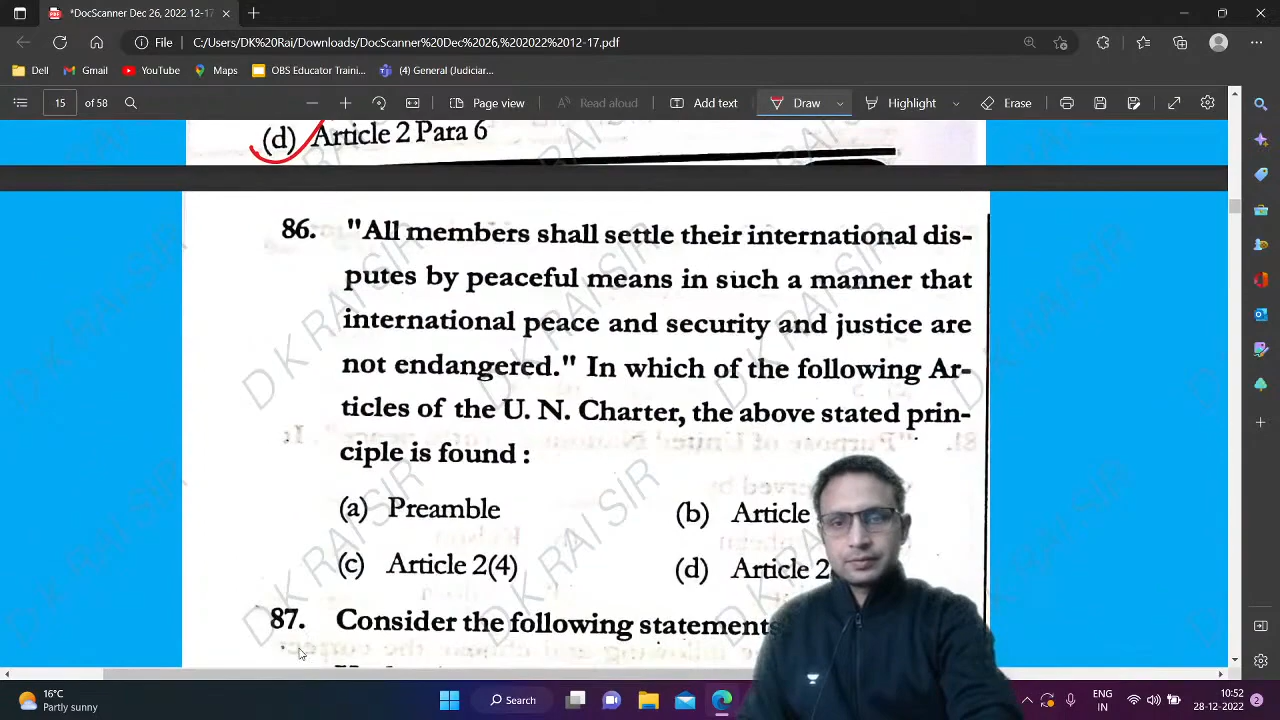 *DocScanner Dec 26, 2022 12-17
File
C:/Users/DK%20Rai/Downloads/DocScanner%20Dec%2026,%202022%2012-17.pdf
Dell
Gmail
YouTube
Maps
OBS Educator Traini...
(4) General (Judiciar...
15 of 58
Page view
Read aloud
Add text
Draw
Highlight
Erase
(d) Article 2 Para 6
86. "All members shall settle their international dis-
putes by peaceful means in such a manner that
international peace and security and justice are
not endangered." In which of the following Ar-
ticles of the U. N. Charter, the above stated prin-
ciple is found :
(a) Preamble (b) Article
(c) Article 2(4) (d) Article 2
87. Consider the following statements
D K RAI SIR
16°C
Partly sunny
Search
ENG
IN
10:52
28-12-2022